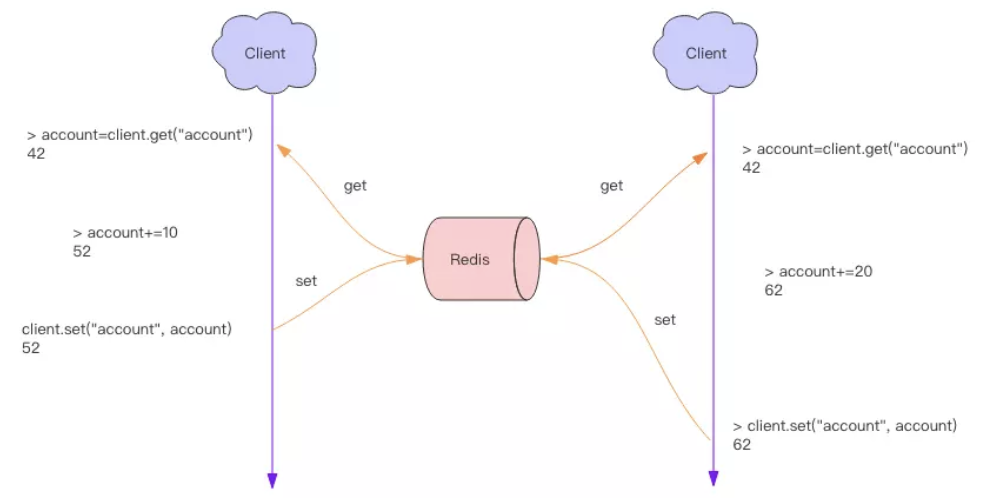 Client
Client
> account=client.get("account")
42
> account=client.get("account")
42
get
get
> account+=10
52
Redis
> account+=20
62
set
set
client.set("account", account)
52
> client.set("account", account)
62